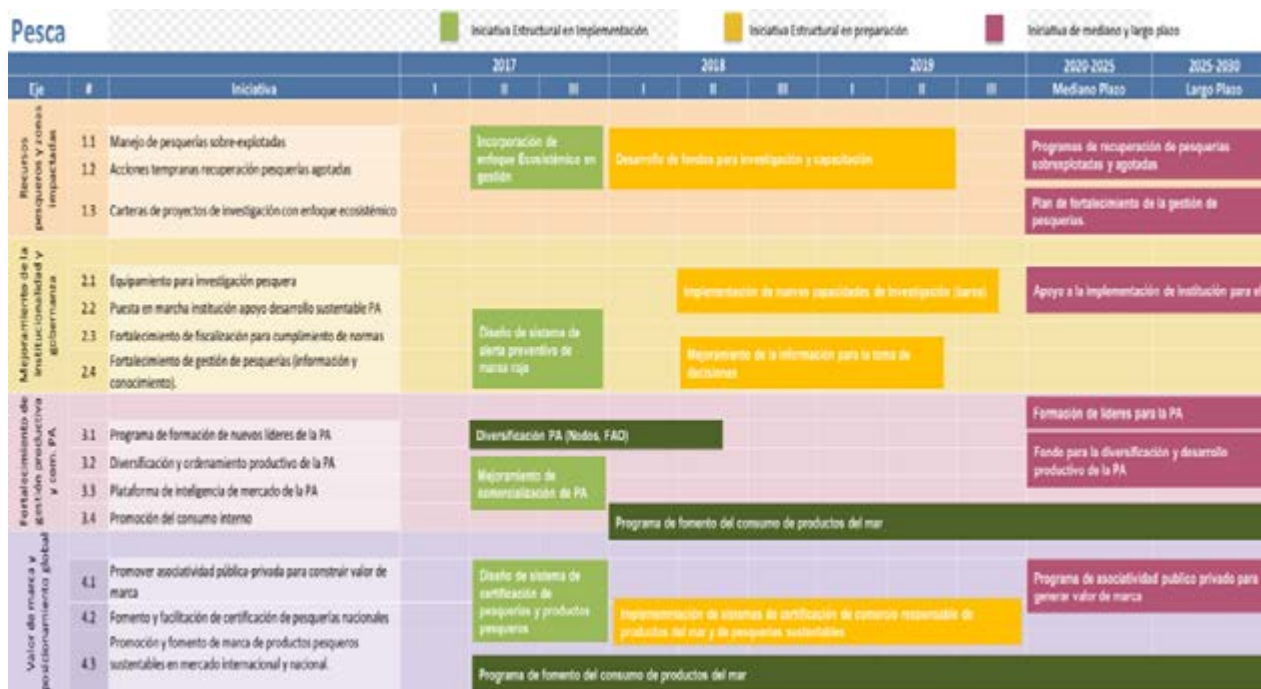 Pesca
Iniciativa Estructural en Implementación
Iniciativa Estructural en preparación
Iniciativa de mediano y largo plazo
2017 2018 2019 2020-2025 2025-2030
Eje # Iniciativa I II III I II III I II III Mediano Plazo Largo Plazo
Recursos
pesqueros y zonas
impactadas
1.1 Manejo de pesquerías sobre-explotadas
1.2 Acciones tempranas recuperación pesquerías agotadas
1.3 Carteras de proyectos de investigación con enfoque ecosistémico
Incorporación de
enfoque Ecosistémico en
gestión
Desarrollo de fondos para investigación y capacitación
Programas de recuperación de pesquerías
sobrexplotadas y agotadas
Plan de fortalecimiento de la gestión de
pesquerías.
Mejoramiento de la
institucionalidad y
gobernanza
2.1 Equipamiento para investigación pesquera
2.2 Puesta en marcha institución apoyo desarrollo sustentable PA
2.3 Fortalecimiento de fiscalización para cumplimiento de normas
2.4 Fortalecimiento de gestión de pesquerías (información y
conocimiento).
Diseño de sistema de
alerta preventivo de
marea roja
Implementación de nuevas capacidades de investigación
Mejoramiento de la información para la toma de
decisiones
Apoyo a la implementación de institución para el
Fortalecimiento de
gestión productiva
y com. PA
3.1 Programa de formación de nuevos líderes de la PA
3.2 Diversificación y ordenamiento productivo de la PA
3.3 Plataforma de inteligencia de mercado de la PA
3.4 Promoción del consumo interno
Diversificación PA (Nodos, FAO)
Mejoramiento de
comercialización de PA
Programa de fomento del consumo de productos del mar
Formación de líderes para la PA
Fondo para la diversificación y desarrollo
productivo de la PA
Valor de marca y
posicionamiento global
4.1 Promover asociatividad pública-privada para construir valor de
marca
4.2 Fomento y facilitación de certificación de pesquerías nacionales
4.3 Promoción y fomento de marca de productos pesqueros
sustentables en mercado internacional y nacional.
Diseño de sistema de
certificación de
pesquerías y productos
pesqueros
Implementación de sistemas de certificación de comercio responsable de
productos del mar y de pesquerías sustentables
Programa de asociatividad publico privado para
generar valor de marca
Programa de fomento del consumo de productos del mar